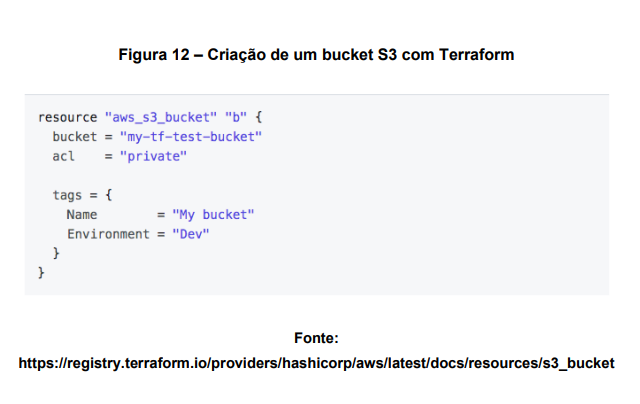 Figura 12 – Criação de um bucket S3 com Terraform
resource "aws_s3_bucket" "b" {
  bucket = "my-tf-test-bucket"
  acl    = "private"

  tags = {
    Name        = "My bucket"
    Environment = "Dev"
  }
}
Fonte:
https://registry.terraform.io/providers/hashicorp/aws/latest/docs/resources/s3_bucket